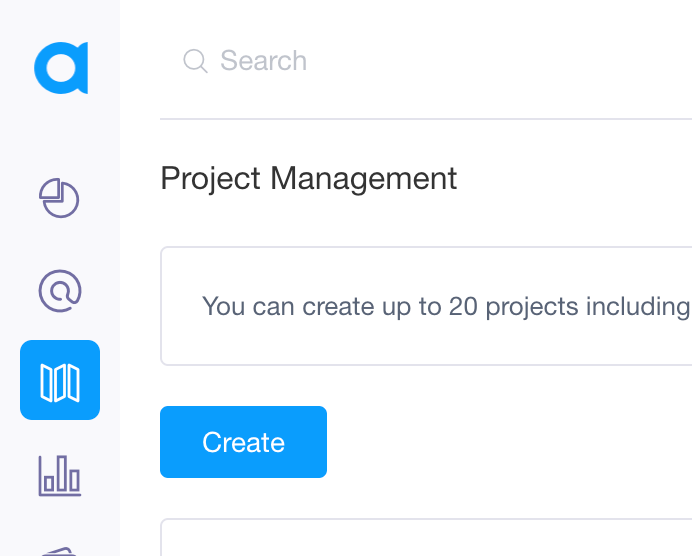 Search
Project Management
You can create up to 20 projects including
Create